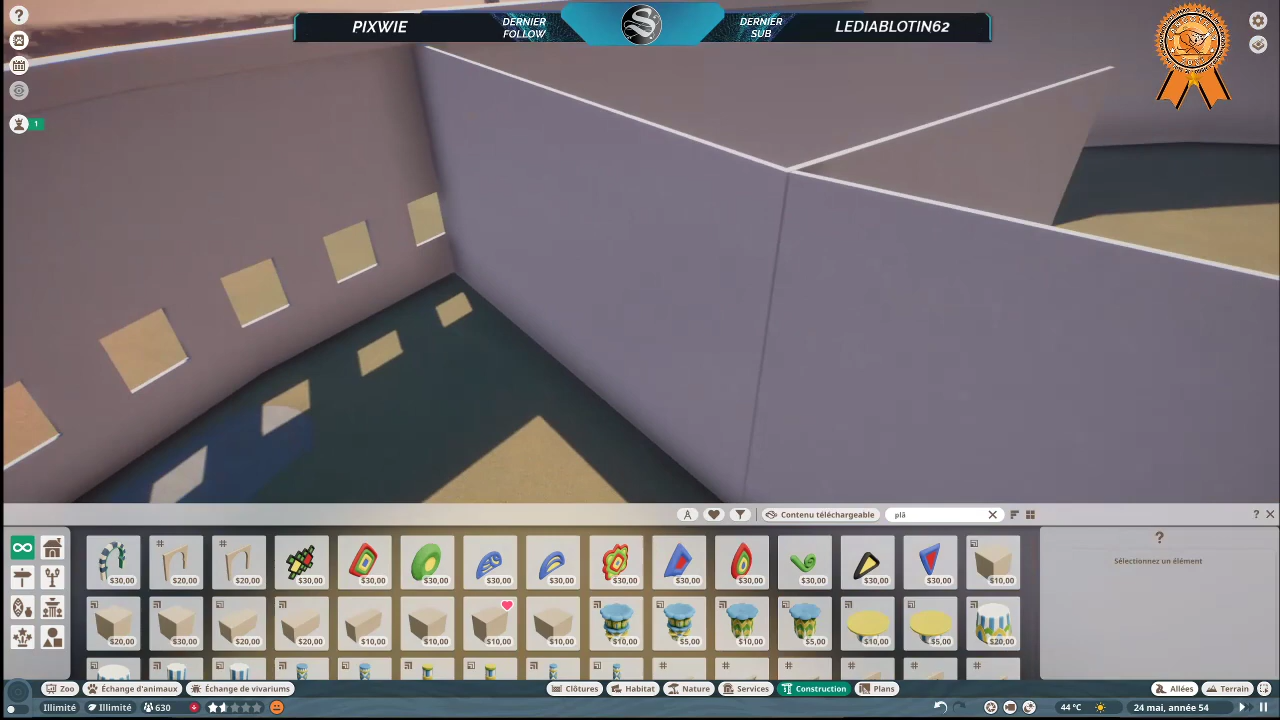 PIXWIE
DERNIER
FOLLOW
DERNIER
SUB
LEDIABLOTIN62
?
1
A
Contenu téléchargeable
plâ
?
$30,00 $20,00 $20,00 $30,00 $30,00 $30,00 $30,00 $30,00 $30,00 $30,00 $30,00 $30,00 $30,00 $30,00 $10,00
?
Sélectionnez un élément
$20,00 $30,00 $20,00 $20,00 $10,00 $10,00 $10,00 $10,00 $10,00 $5,00 $10,00 $5,00 $10,00 $5,00 $20,00
Zoo
Échange d'animaux
Échange de vivariums
Clôtures
Habitat
Nature
Services
Construction
Plans
Allées
Terrain
Illimité
Illimité
630
44 °C
24 mai, année 54